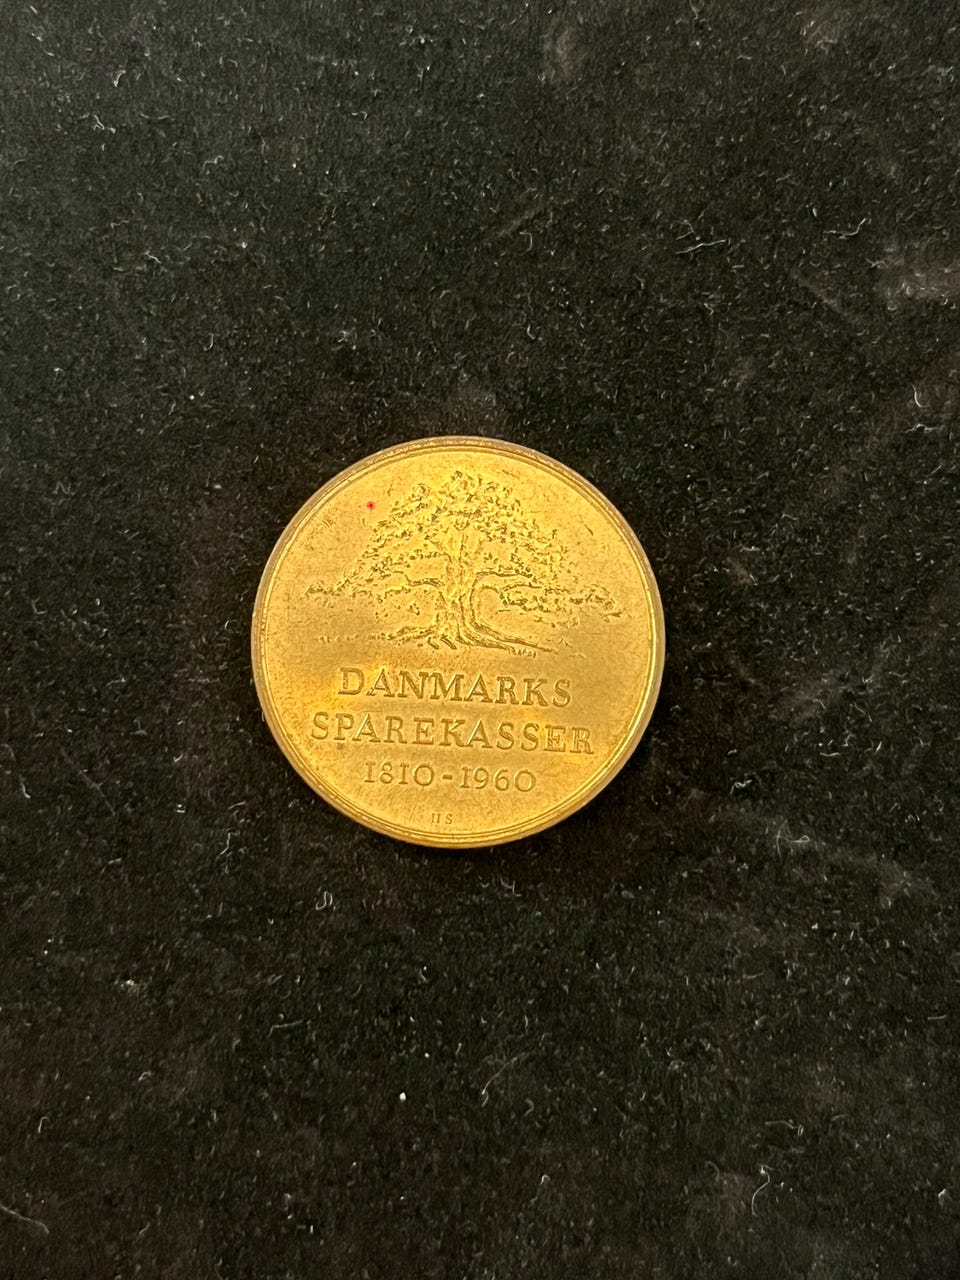 DANMARKS
SPAREKASSER
1810-1960
HS